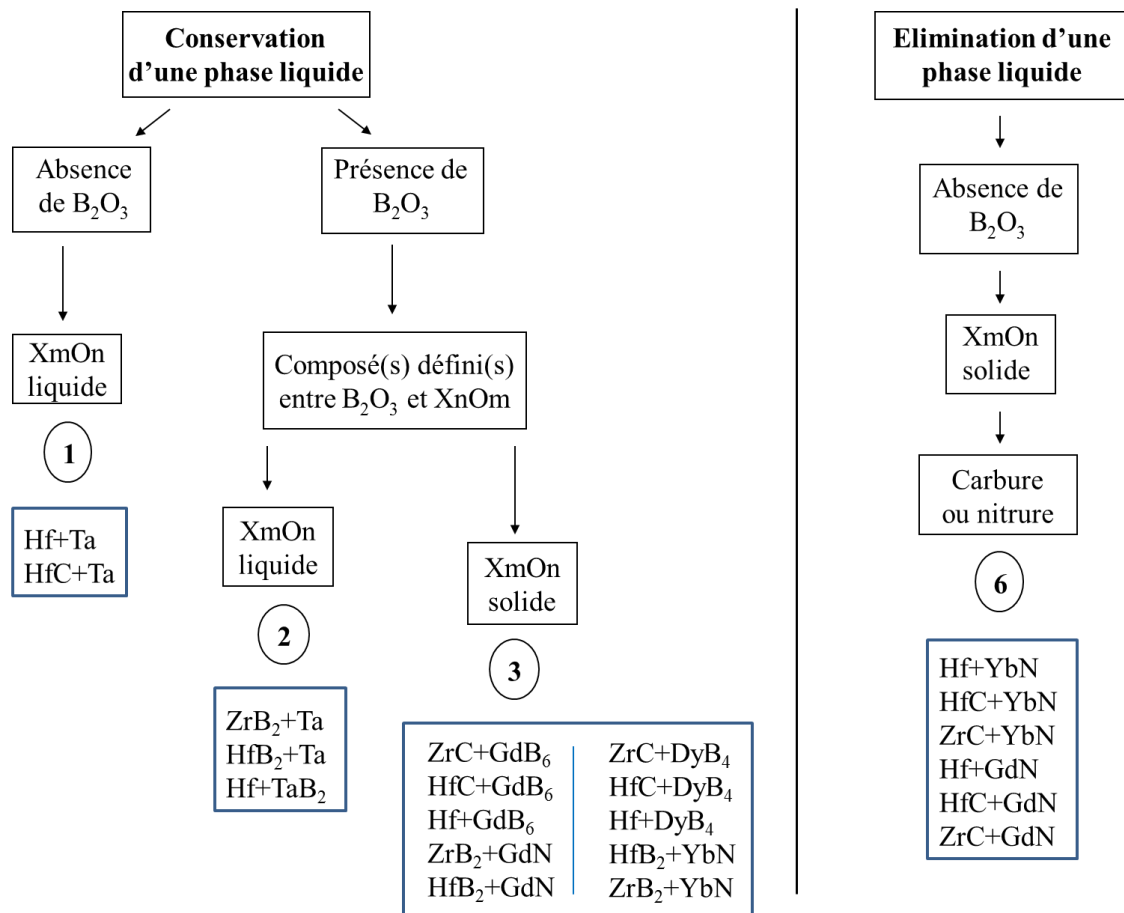 Conservation
d’une phase liquide
Absence
de B₂O₃
Présence de
B₂O₃
XmOn
liquide
1
Hf+Ta
HfC+Ta
Composé(s) défini(s)
entre B₂O₃ et XnOm
XmOn
liquide
2
ZrB₂+Ta
HfB₂+Ta
Hf+TaB₂
XmOn
solide
3
ZrC+GdB₆
HfC+GdB₆
Hf+GdB₆
ZrB₂+GdN
HfB₂+GdN
ZrC+DyB₄
HfC+DyB₄
Hf+DyB₄
HfB₂+YbN
ZrB₂+YbN
Elimination d’une
phase liquide
Absence de
B₂O₃
XmOn
solide
Carbure
ou nitrure
6
Hf+YbN
HfC+YbN
ZrC+YbN
Hf+GdN
HfC+GdN
ZrC+GdN